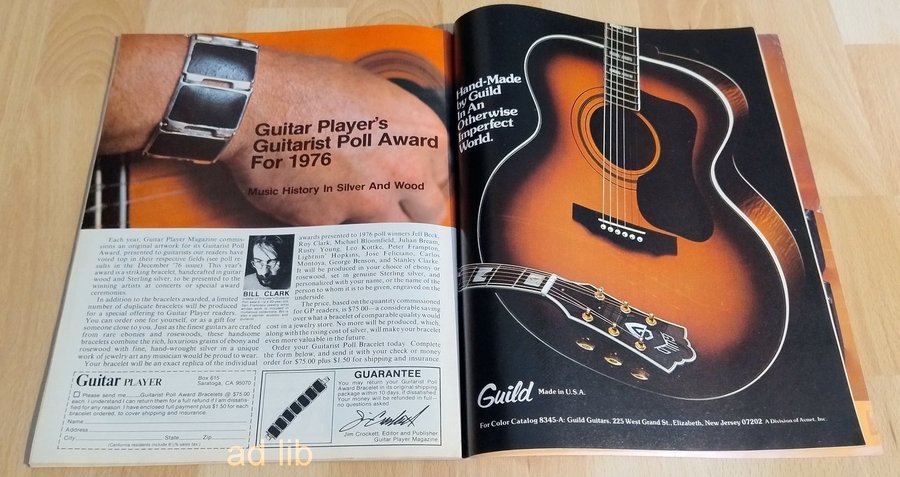 Guitar Player's
Guitarist Poll Award
For 1976
Music History In Silver And Wood
Each year, Guitar Player Magazine commis-
sions an original artwork for its Guitarist Poll
Award, presented to guitarists our readers have
voted top in their respective fields (see poll re-
sults in the December '76 issue). This year's
award is a striking bracelet, handcrafted in guitar
wood and Sterling silver, to be presented to the
winning artists at concerts or special award
ceremonies.
In addition to the bracelets awarded, a limited
number of duplicate bracelets will be produced
for a special offering to Guitar Player readers.
You can order one for yourself, or as a gift for
someone close to you. Just as the finest guitars are crafted
from rare ebonies and rosewoods, these handsome
bracelets combine the rich, luxurious grains of ebony and
rosewood with fine, hand-wrought silver in a unique
work of jewelry art any musician would be proud to wear.
Your bracelet will be an exact replica of the individual
BILL CLARK
awards presented to 1976 poll winners Jeff Beck,
Roy Clark, Michael Bloomfield, Julian Bream,
Rusty Young, Leo Kottke, Peter Frampton,
Lightnin' Hopkins, Jose Feliciano, Carlos
Montoya, George Benson, and Stanley Clarke.
It will be produced in your choice of ebony or
rosewood, set in genuine Sterling silver, and
personalized with your name, or the name of the
person to whom it is to be given, engraved on the
underside.
The price, based on the quantity commissioned
for GP readers, is $75.00—a considerable saving
over what a bracelet of comparable quality would
cost in a jewelry store. No more will be produced, which,
along with the rising cost of silver, will make your bracelet
even more valuable in the future.
Order your Guitarist Poll Bracelet today. Complete
the form below, and send it with your check or money
order for $75.00 plus $1.50 for shipping and insurance.
Guitar PLAYER
Box 615
Saratoga, CA 95070
Please send me......Guitarist Poll Award Bracelets @ $75.00
each. I understand I can return them for a full refund if I am dissatis-
fied for any reason. I have enclosed full payment plus $1.50 for each
bracelet ordered, to cover shipping and insurance.
Name
Address
City State Zip
(California residents include 6½% sales tax.)
GUARANTEE
You may return your Guitarist Poll
Award Bracelet in its original shipping
package within 10 days, if dissatisfied.
Your money will be refunded in full—
no questions asked.
Jim Crockett, Editor and Publisher
Guitar Player Magazine
Hand-Made
by Guild
In An
Otherwise
Imperfect
World.
G
Guild
Guild Made in U.S.A.
For Color Catalog 8345-A: Guild Guitars, 225 West Grand St., Elizabeth, New Jersey 07202 A Division of Avnet, Inc
ad lib